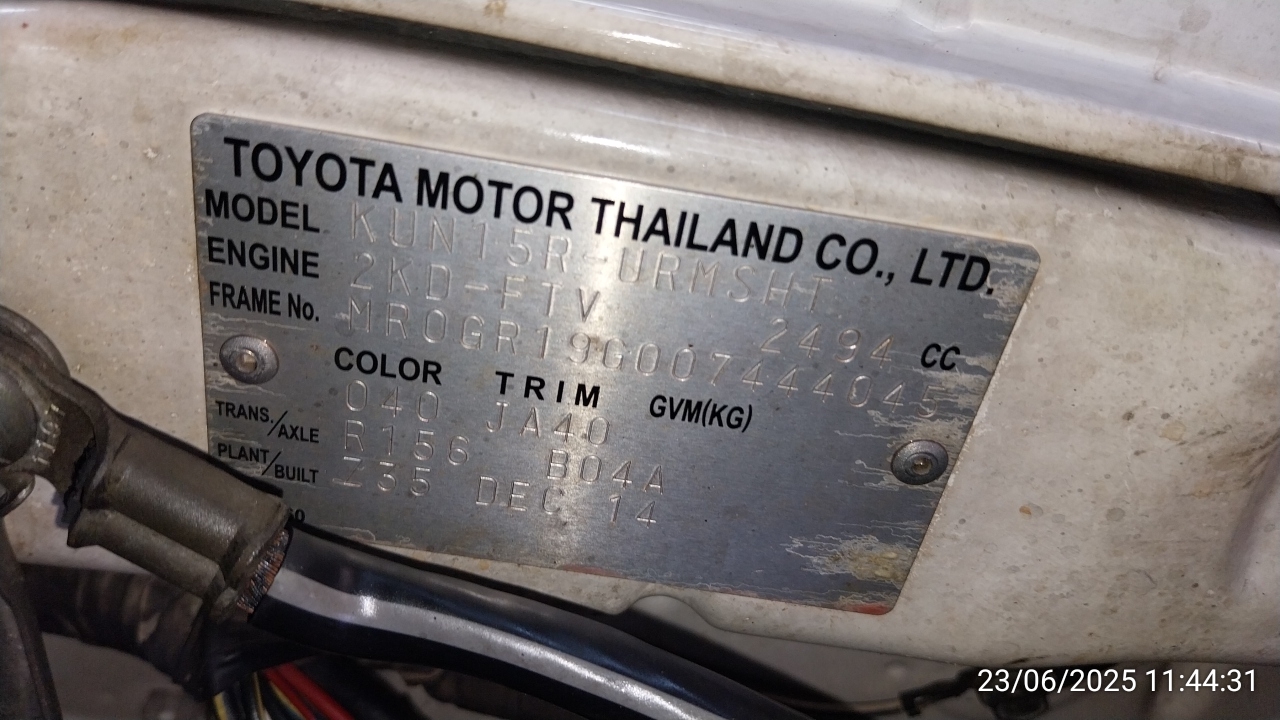 TOYOTA MOTOR THAILAND CO., LTD.
MODEL KUN15R-URMSHT
ENGINE 2KD-FTV 2494 CC
FRAME No. MR0GR19G007444045
COLOR TRIM GVM(KG)
040 JA40
TRANS./AXLE R156 B04A
PLANT/BUILT Z35 DEC 14
23/06/2025 11:44:31